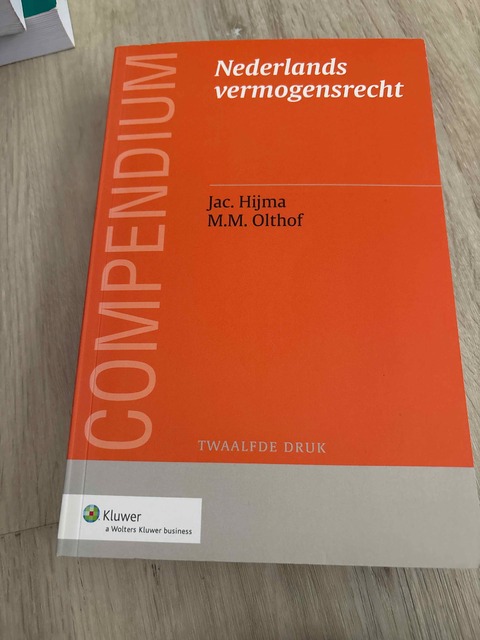 COMPENDIUM
Nederlands
vermogensrecht
Jac. Hijma
M.M. Olthof
TWAALFDE DRUK
Kluwer
a Wolters Kluwer business